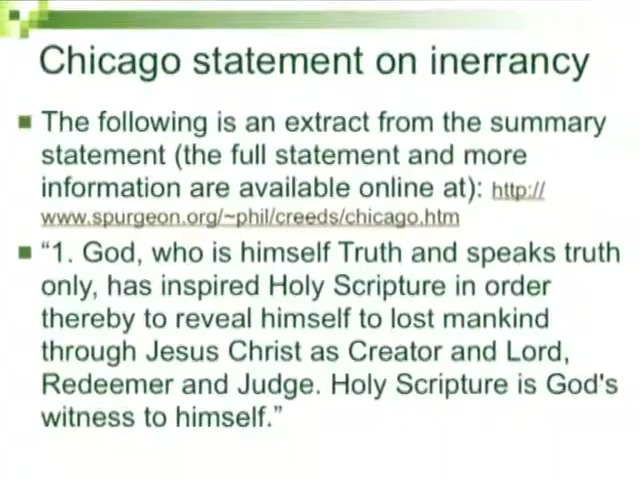 Chicago statement on inerrancy
The following is an extract from the summary
statement (the full statement and more
information are available online at): http://
www.spurgeon.org/~phil/creeds/chicago.htm
“1. God, who is himself Truth and speaks truth
only, has inspired Holy Scripture in order
thereby to reveal himself to lost mankind
through Jesus Christ as Creator and Lord,
Redeemer and Judge. Holy Scripture is God's
witness to himself.”